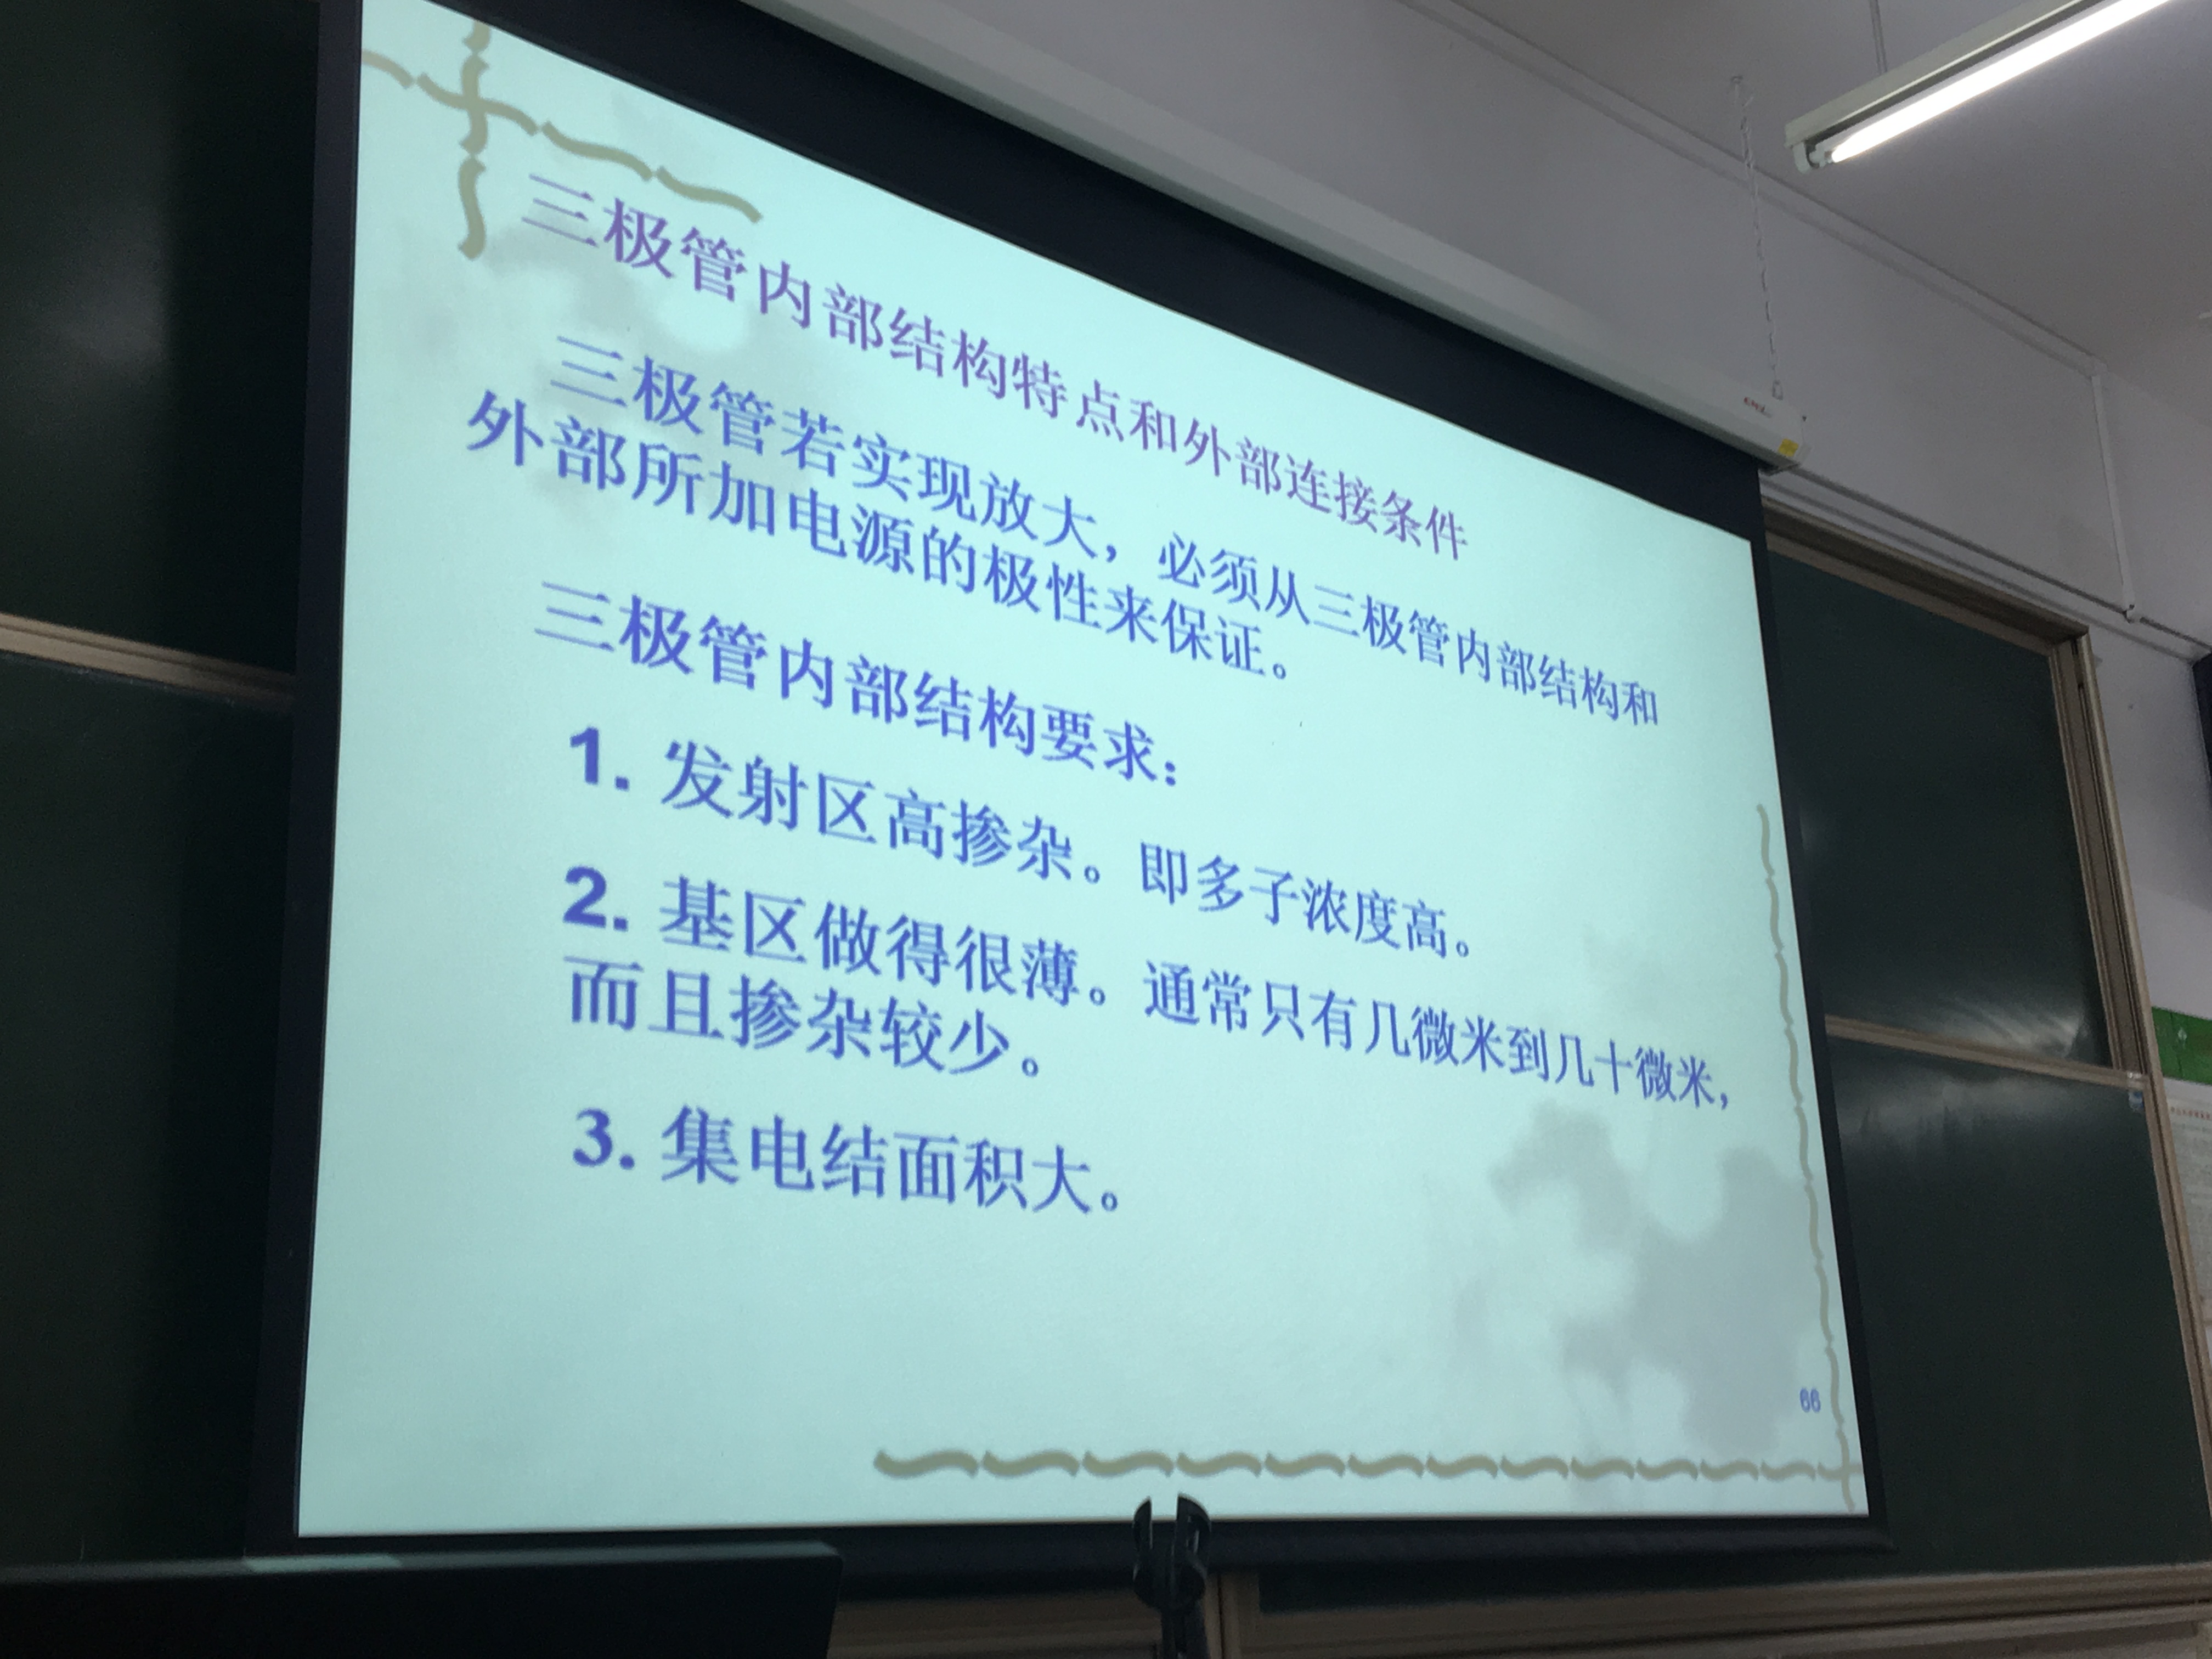 三极管内部结构特点和外部连接条件
三极管若实现放大，必须从三极管内部结构和
外部所加电源的极性来保证。
三极管内部结构要求：
1. 发射区高掺杂。即多子浓度高。
2. 基区做得很薄。通常只有几微米到几十微米，
而且掺杂较少。
3. 集电结面积大。
66